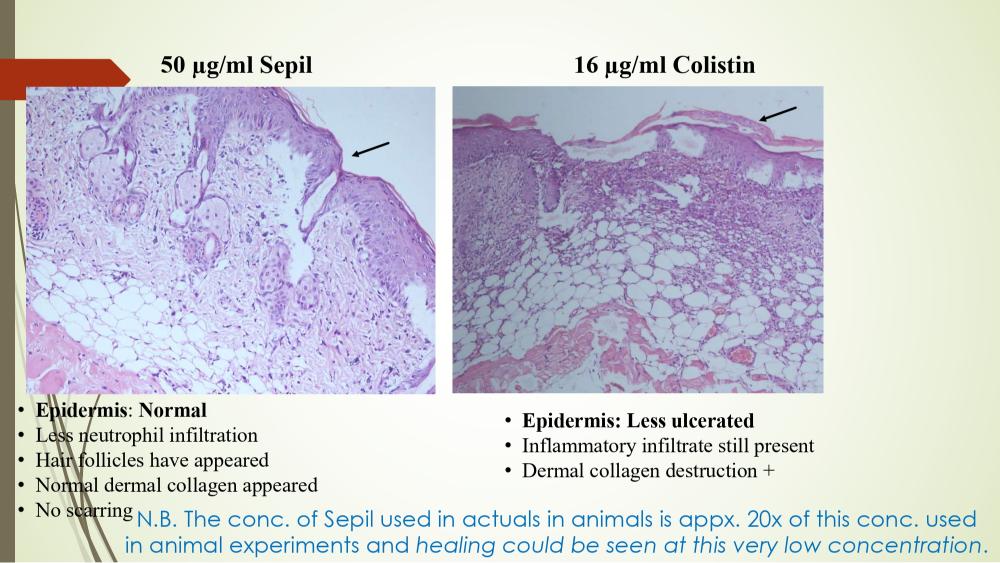 50 µg/ml Sepil
16 µg/ml Colistin
• Epidermis: Normal
• Less neutrophil infiltration
• Hair follicles have appeared
• Normal dermal collagen appeared
• No scarring
• Epidermis: Less ulcerated
• Inflammatory infiltrate still present
• Dermal collagen destruction +
N.B. The conc. of Sepil used in actuals in animals is appx. 20x of this conc. used
in animal experiments and healing could be seen at this very low concentration.